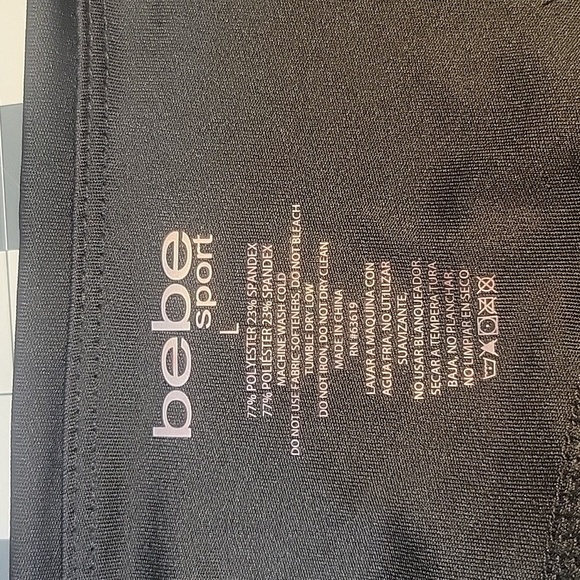 bebe
sport
L
77% POLYESTER 23% SPANDEX
77% POLIESTER 23% SPANDEX
MACHINE WASH COLD
DO NOT USE FABRIC SOFTENERS. DO NOT BLEACH
TUMBLE DRY LOW
DO NOT IRON. DO NOT DRY CLEAN
MADE IN CHINA
RN #63619
LAVAR A MAQUINA CON
AGUA FRIA, NO UTILIZAR
SUAVIZANTE.
NO USAR BLANQUEADOR
SECAR A TEMPERATURA
BAJA, NO PLANCHAR
NO LIMPIAR EN SECO